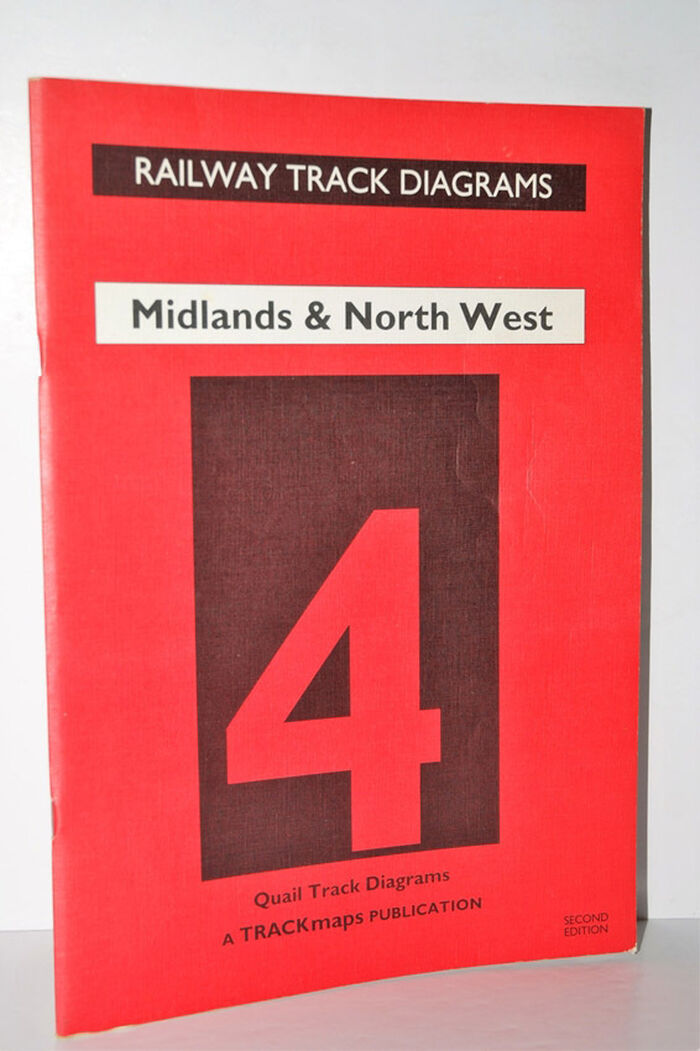 RAILWAY TRACK DIAGRAMS
Midlands & North West
4
Quail Track Diagrams
A TRACKmaps PUBLICATION
SECOND
EDITION